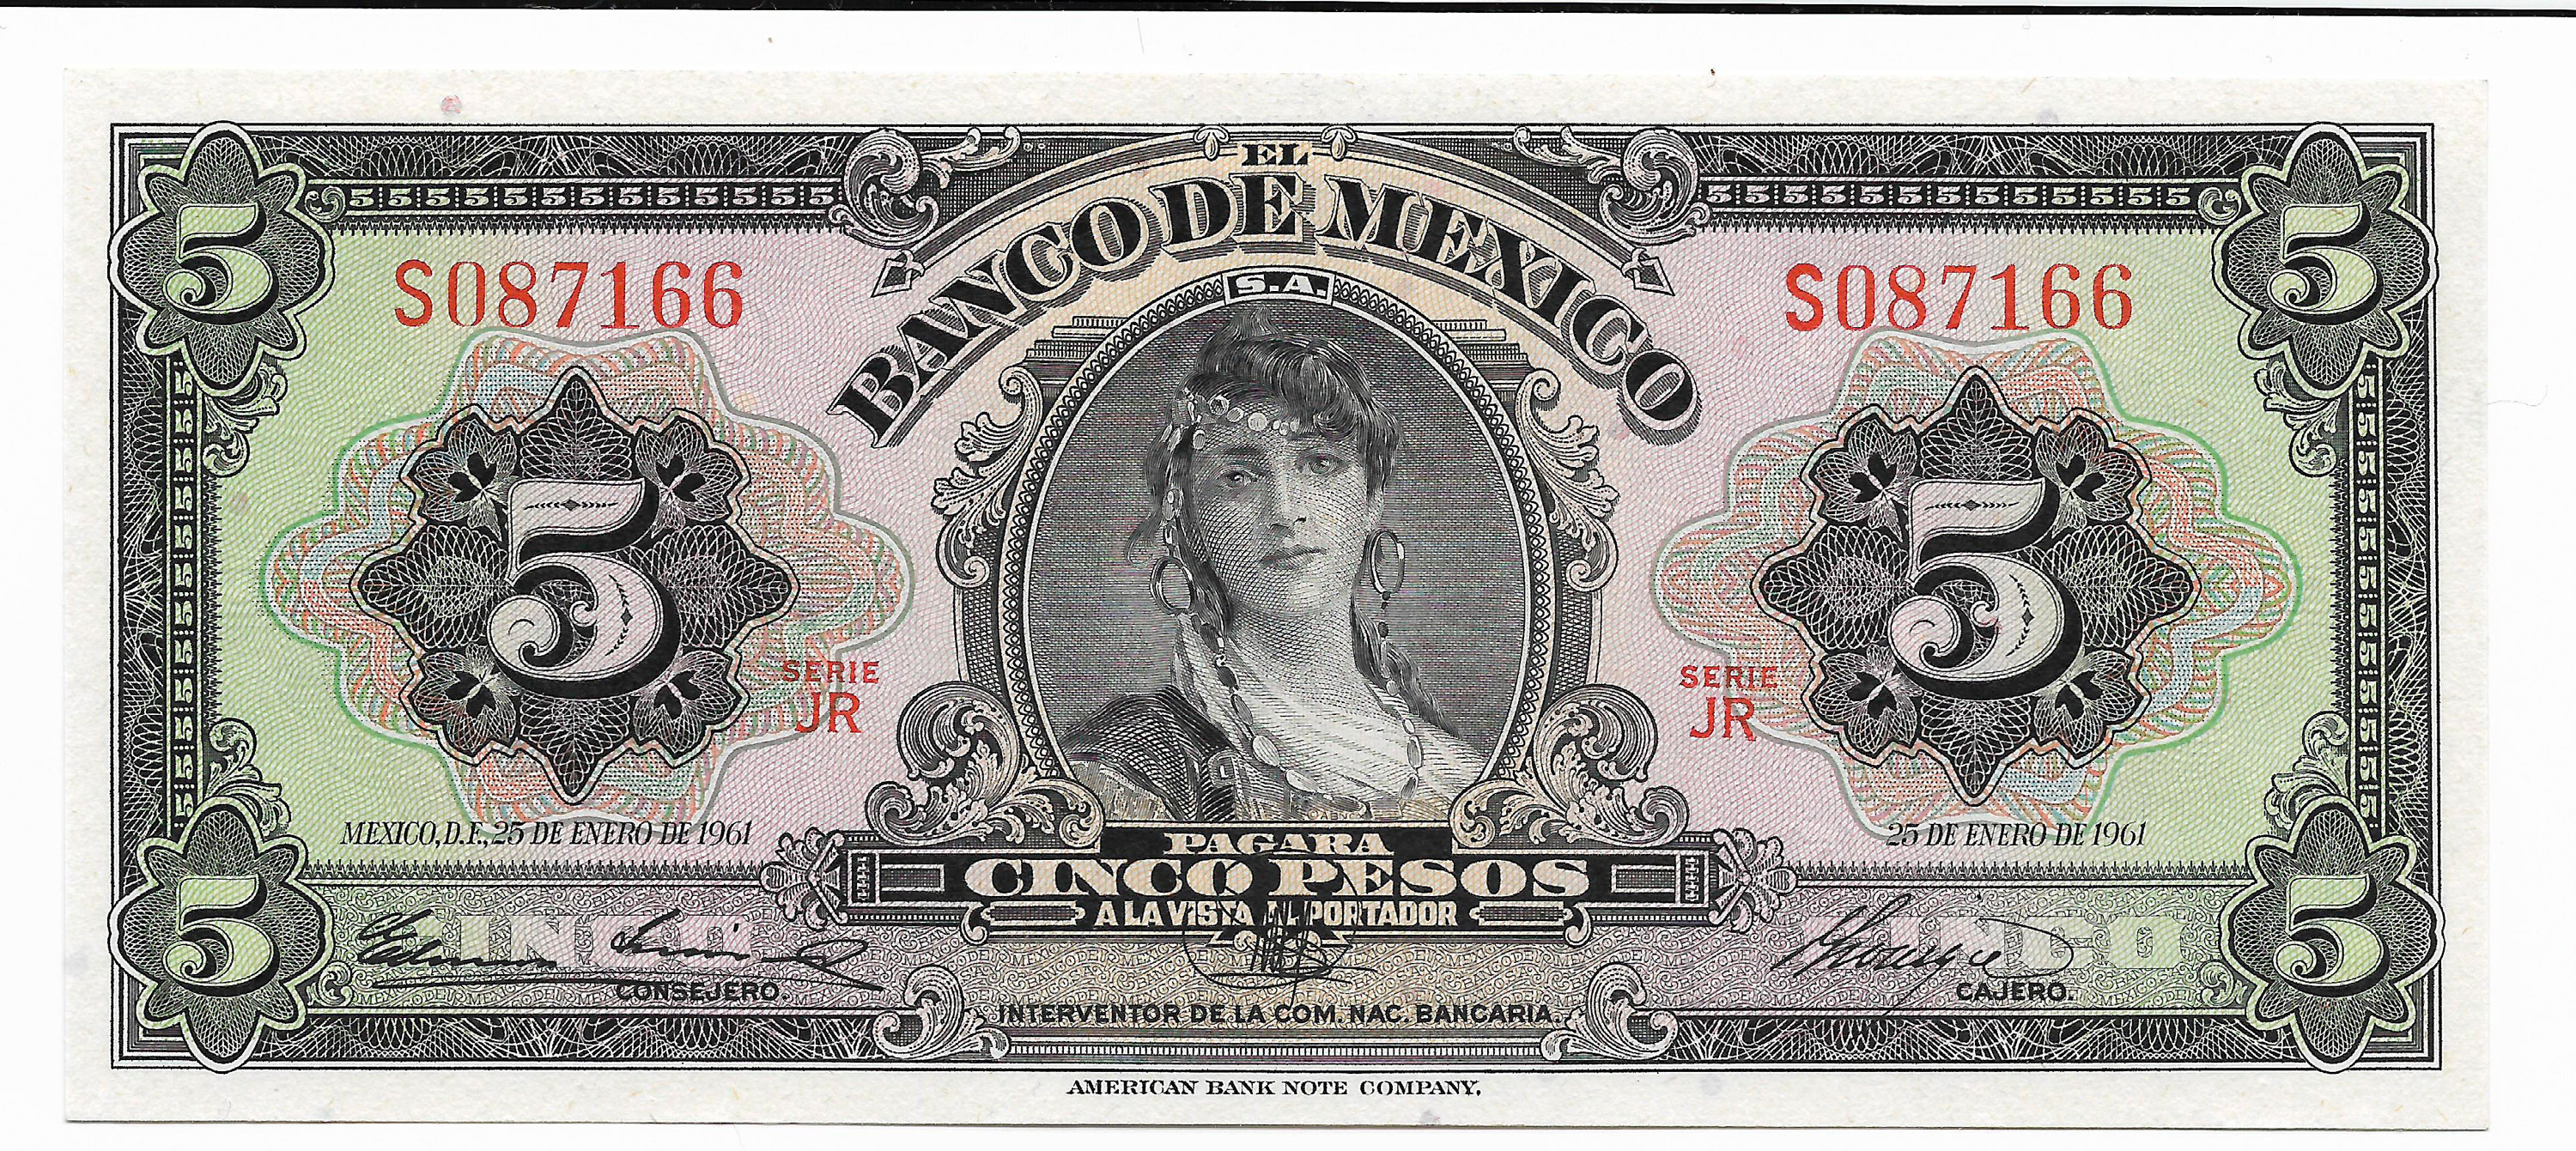 EL
BANCO DE MEXICO
S.A.
5 5
S087166 S087166
5 5
SERIE JR
SERIE JR
MEXICO, D.F., 25 DE ENERO DE 1961
25 DE ENERO DE 1961
PAGARA
CINCO PESOS
A LA VISTA AL PORTADOR
5 5
CINCO CINCO
CONSEJERO.
INTERVENTOR DE LA COM. NAC. BANCARIA.
CAJERO.
AMERICAN BANK NOTE COMPANY.